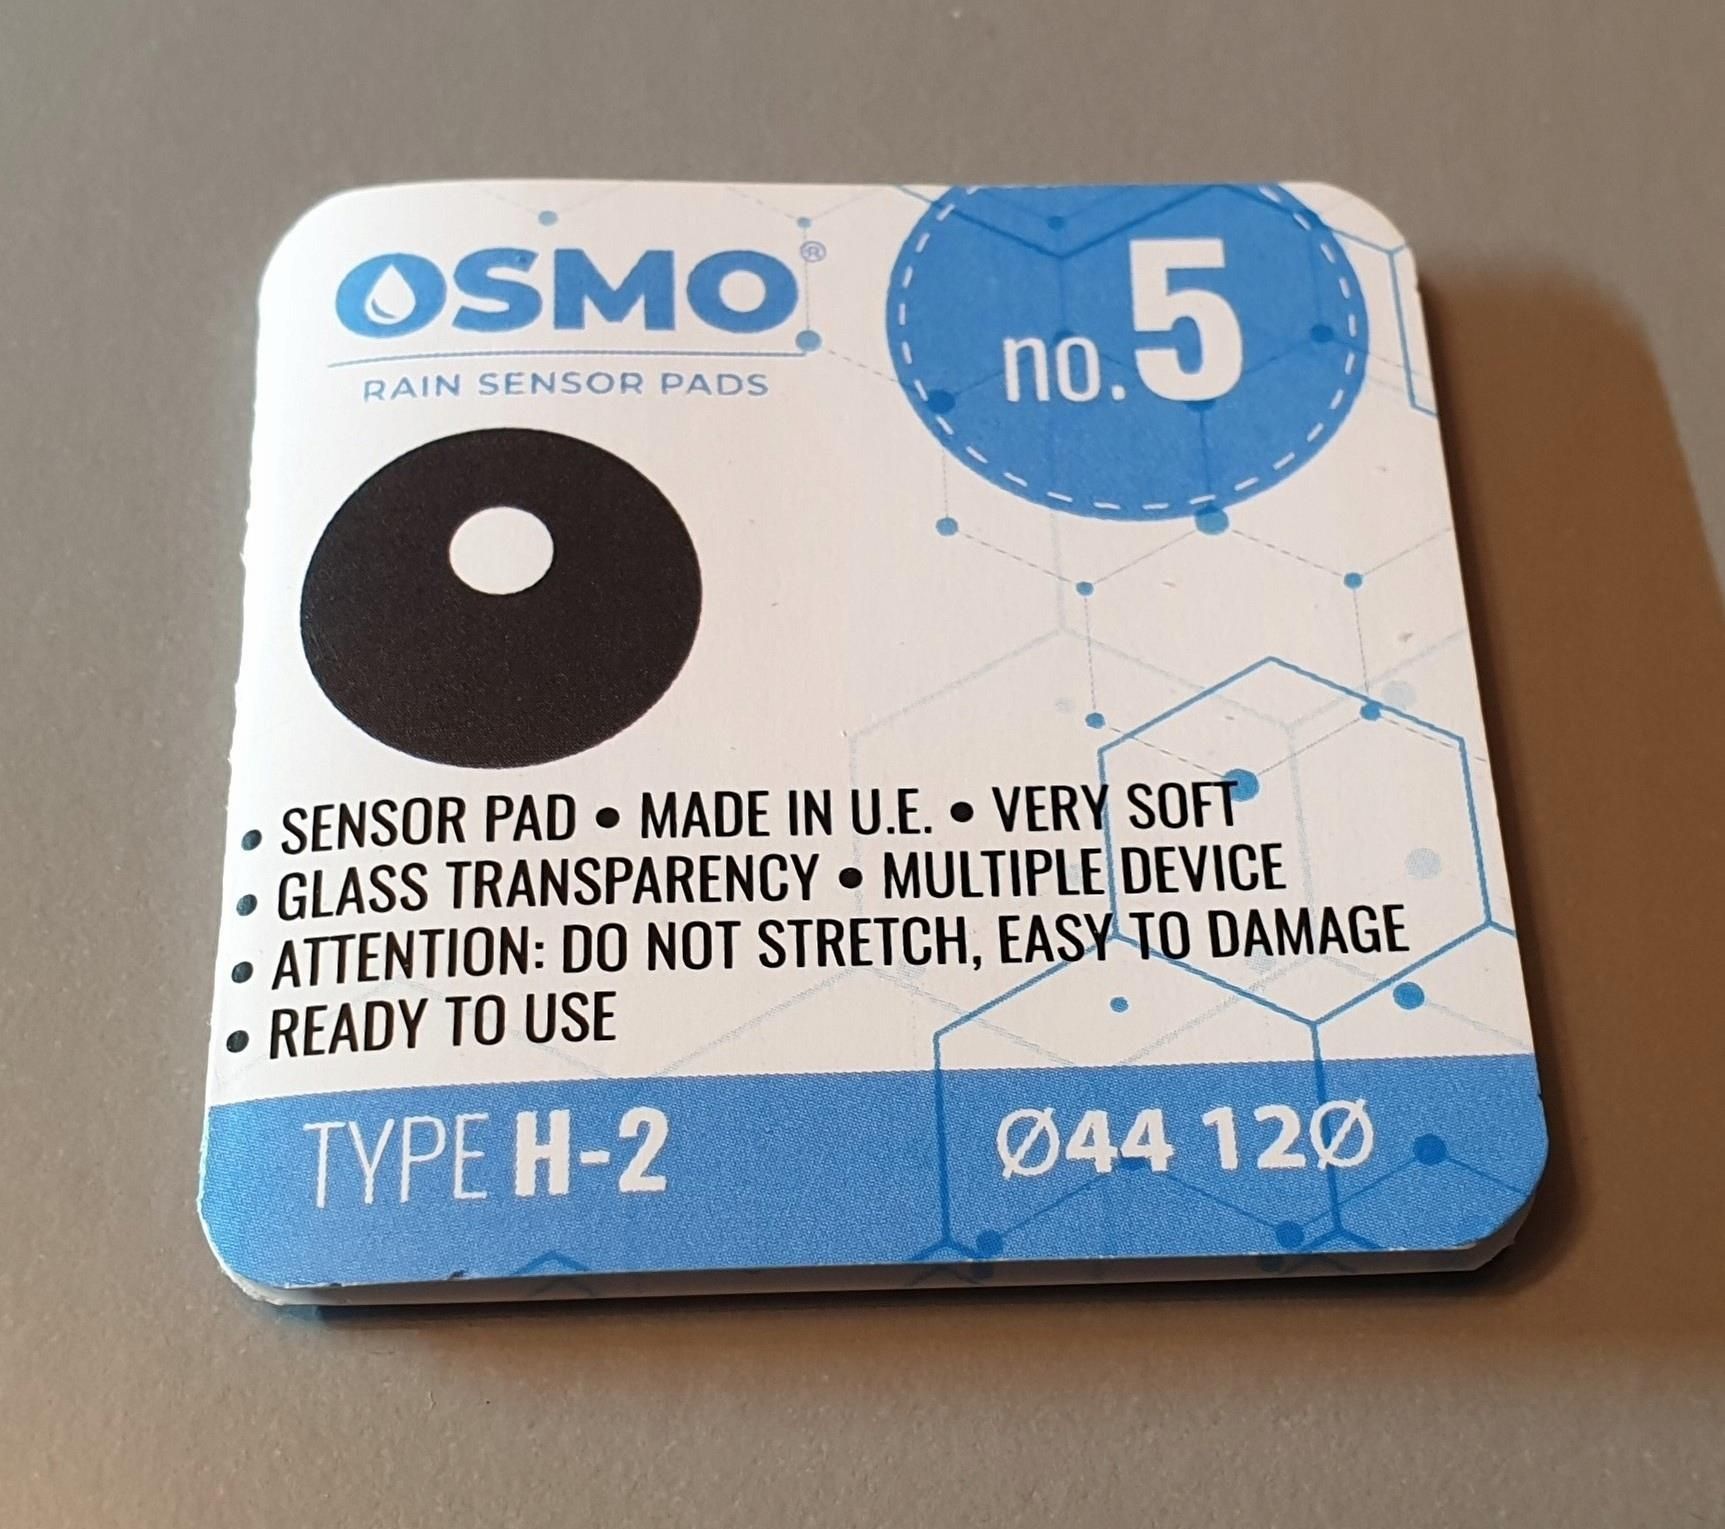 OSMO®
RAIN SENSOR PADS
no.5
• SENSOR PAD • MADE IN U.E. • VERY SOFT
• GLASS TRANSPARENCY • MULTIPLE DEVICE
• ATTENTION: DO NOT STRETCH, EASY TO DAMAGE
• READY TO USE
TYPE H-2
Ø44 12Ø